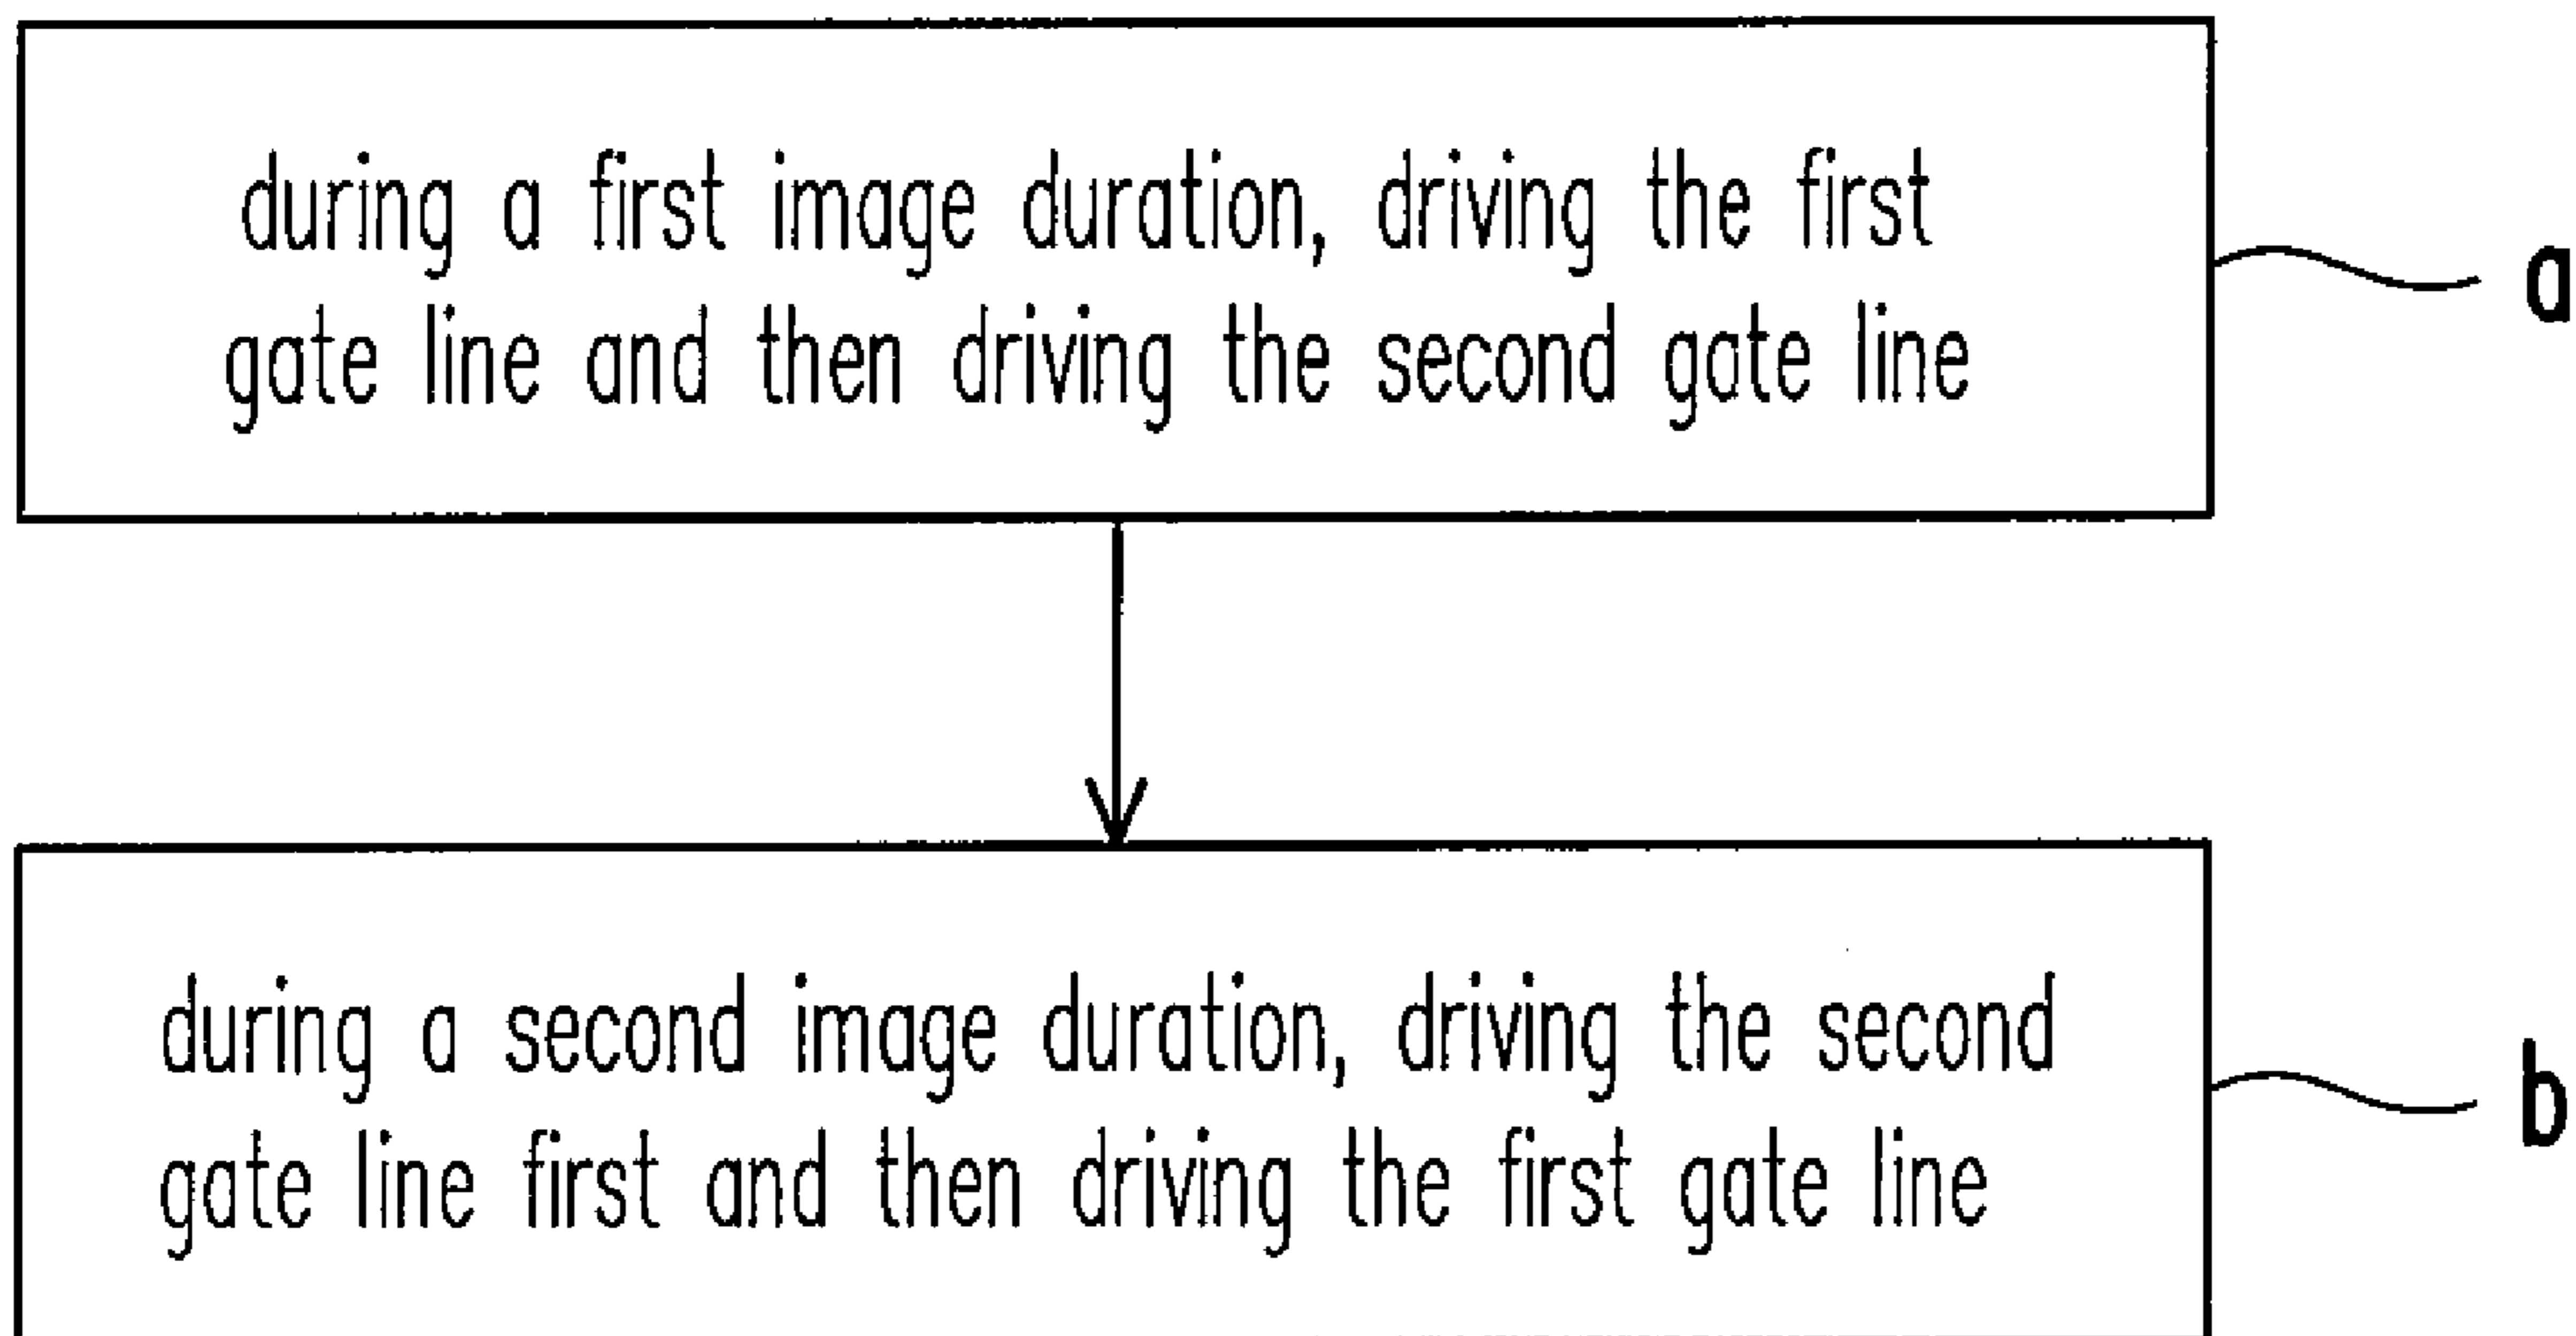 during a first image duration, driving the first
gate line and then driving the second gate line
a
during a second image duration, driving the second
gate line first and then driving the first gate line
b